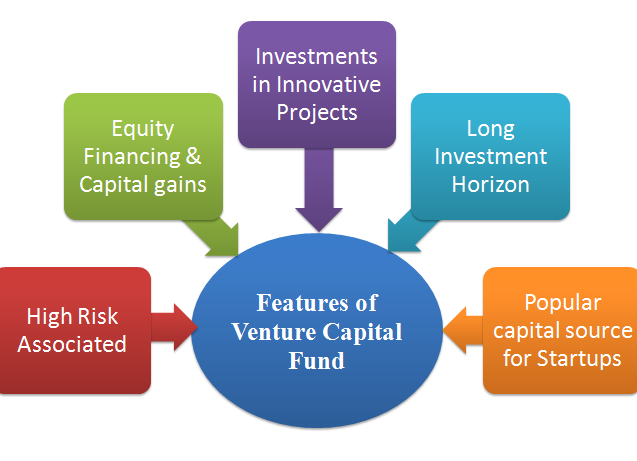 Investments
in Innovative
Projects
Equity
Financing &
Capital gains
Long
Investment
Horizon
High Risk
Associated
Features of
Venture Capital
Fund
Popular
capital source
for Startups